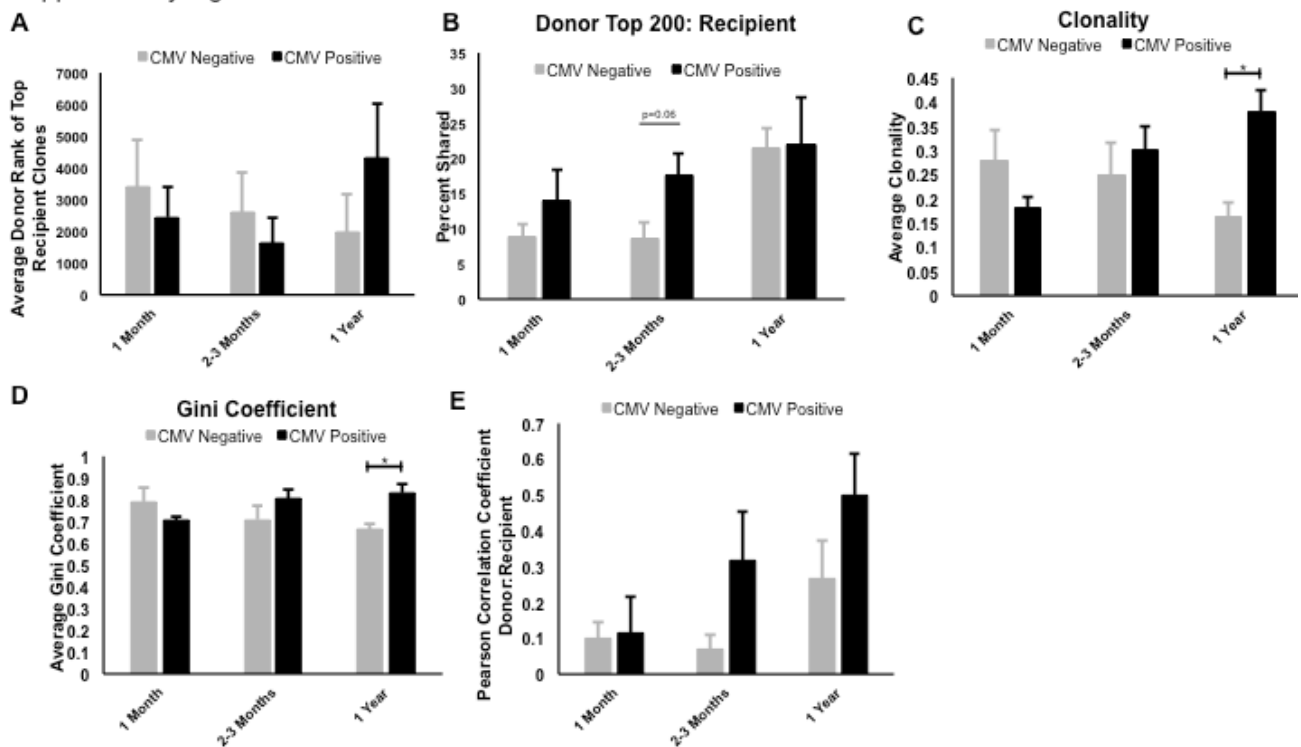 A
CMV Negative CMV Positive
Average Donor Rank of Top
Recipient Clones
7000
6000
5000
4000
3000
2000
1000
0
1 Month
2-3 Months
1 Year
B
Donor Top 200: Recipient
CMV Negative CMV Positive
Percent Shared
35
30
25
20
15
10
5
0
p=0.06
1 Month
2-3 Months
1 Year
C
Clonality
CMV Negative CMV Positive
Average Clonality
0.45
0.4
0.35
0.3
0.25
0.2
0.15
0.1
0.05
0
*
1 Month
2-3 Months
1 Year
D
Gini Coefficient
CMV Negative CMV Positive
Average Gini Coefficient
1
0.9
0.8
0.7
0.6
0.5
0.4
0.3
0.2
0.1
0
*
1 Month
2-3 Months
1 Year
E
CMV Negative CMV Positive
Pearson Correlation Coefficient
Donor:Recipient
0.7
0.6
0.5
0.4
0.3
0.2
0.1
0
1 Month
2-3 Months
1 Year